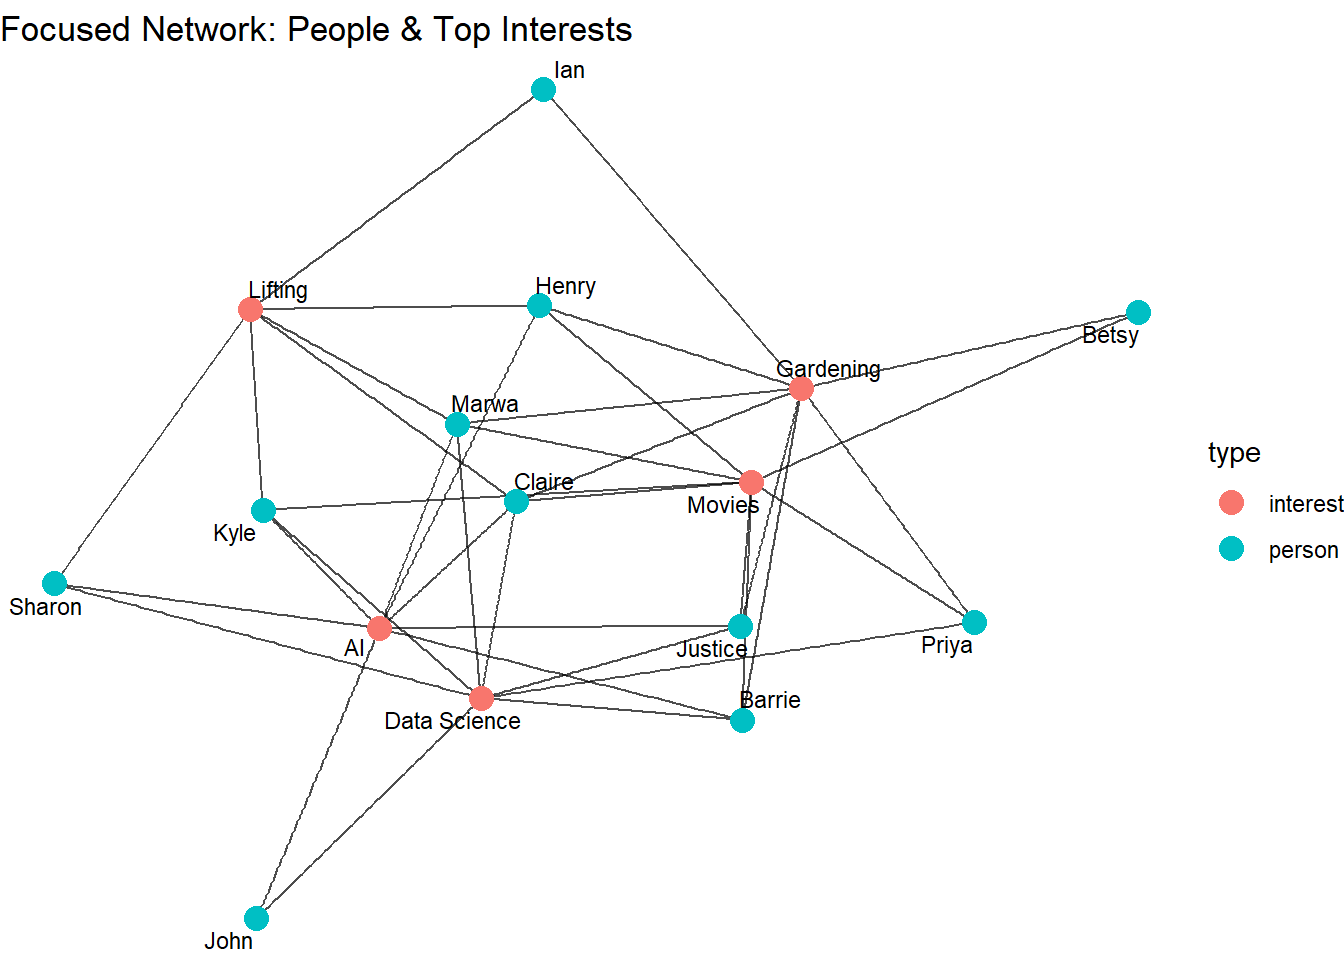 Focused Network: People & Top Interests
Ian
Lifting
Henry
Betsy
Gardening
Marwa
type
Claire
Movies
interest
Kyle
person
Sharon
AI
Justice
Priya
Barrie
Data Science
John